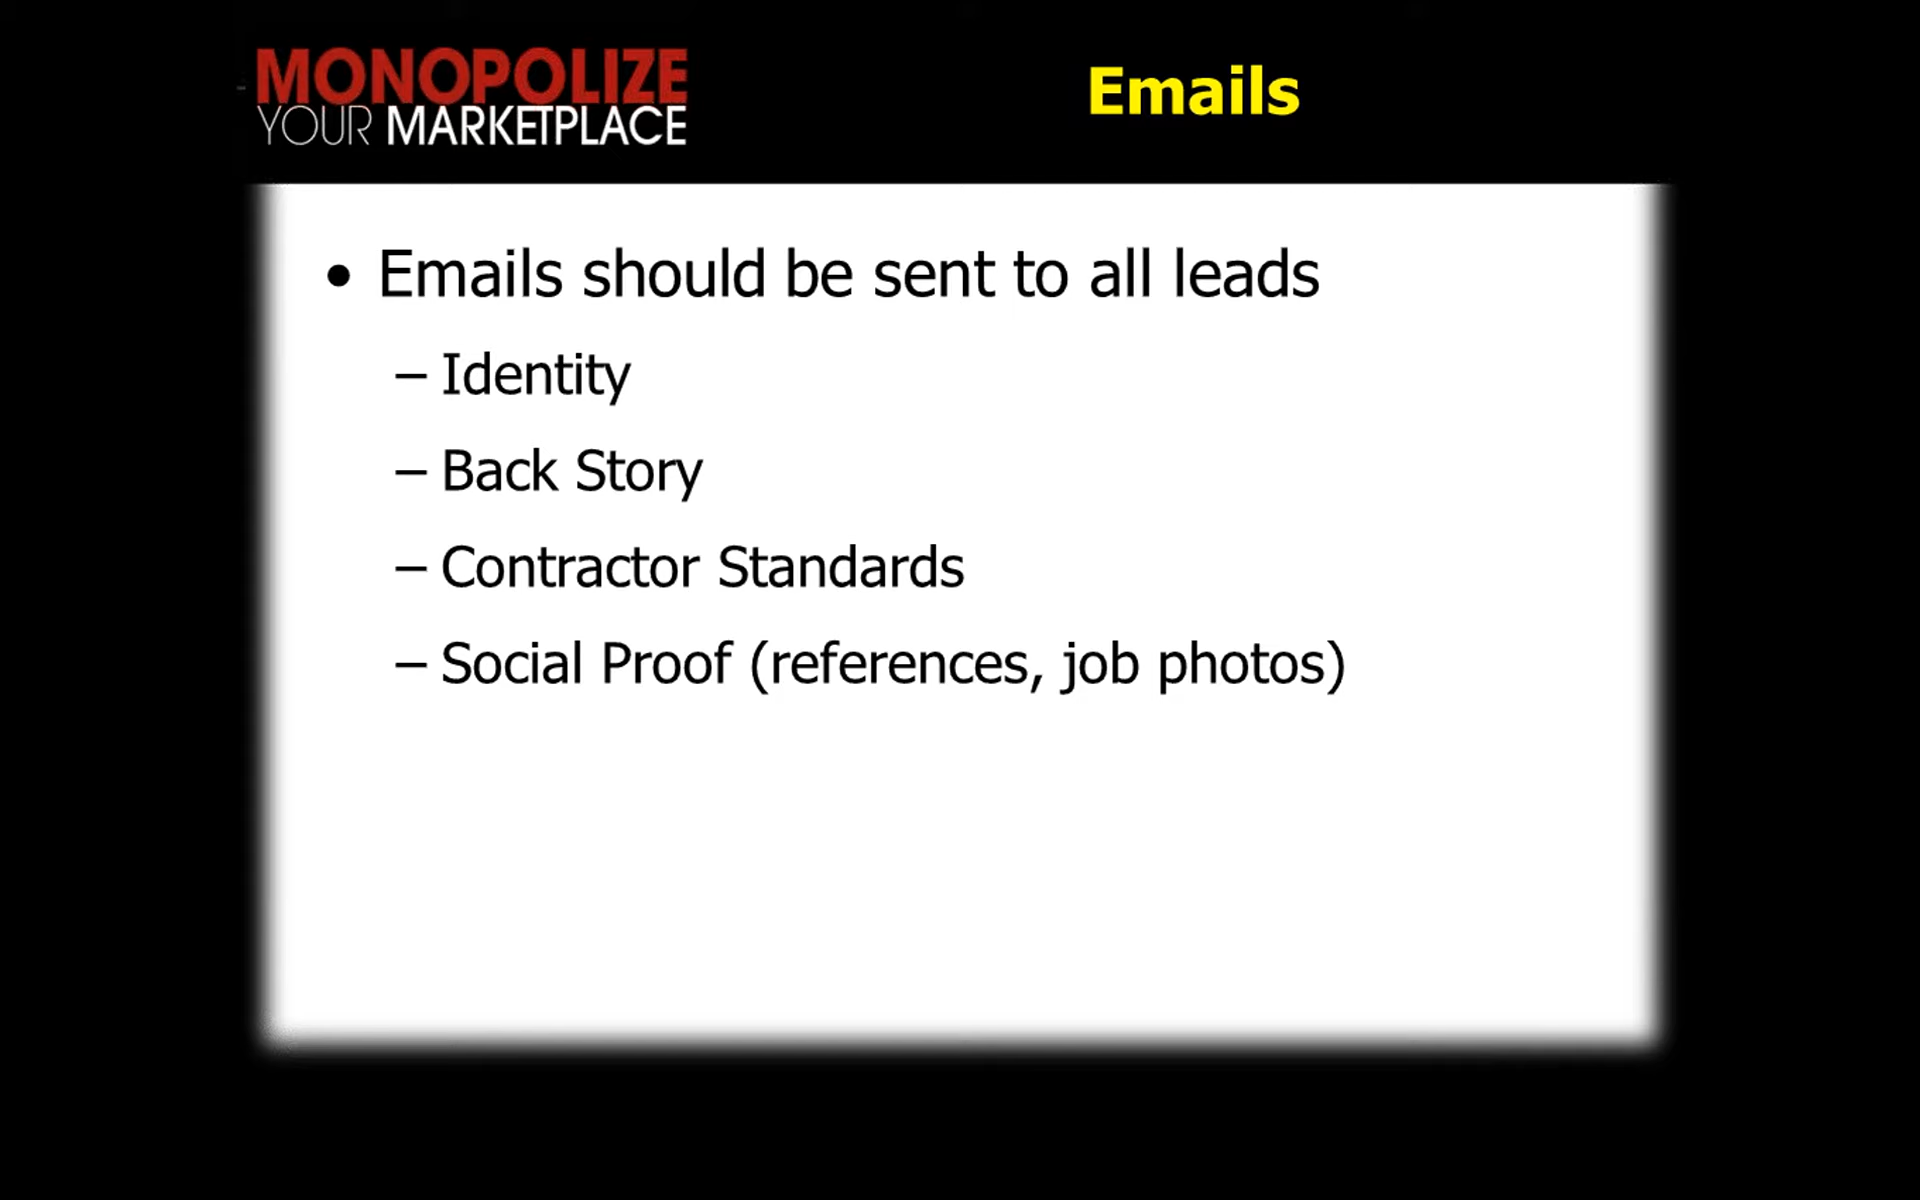 MONOPOLIZE
YOUR MARKETPLACE
Emails
• Emails should be sent to all leads
– Identity
– Back Story
– Contractor Standards
– Social Proof (references, job photos)